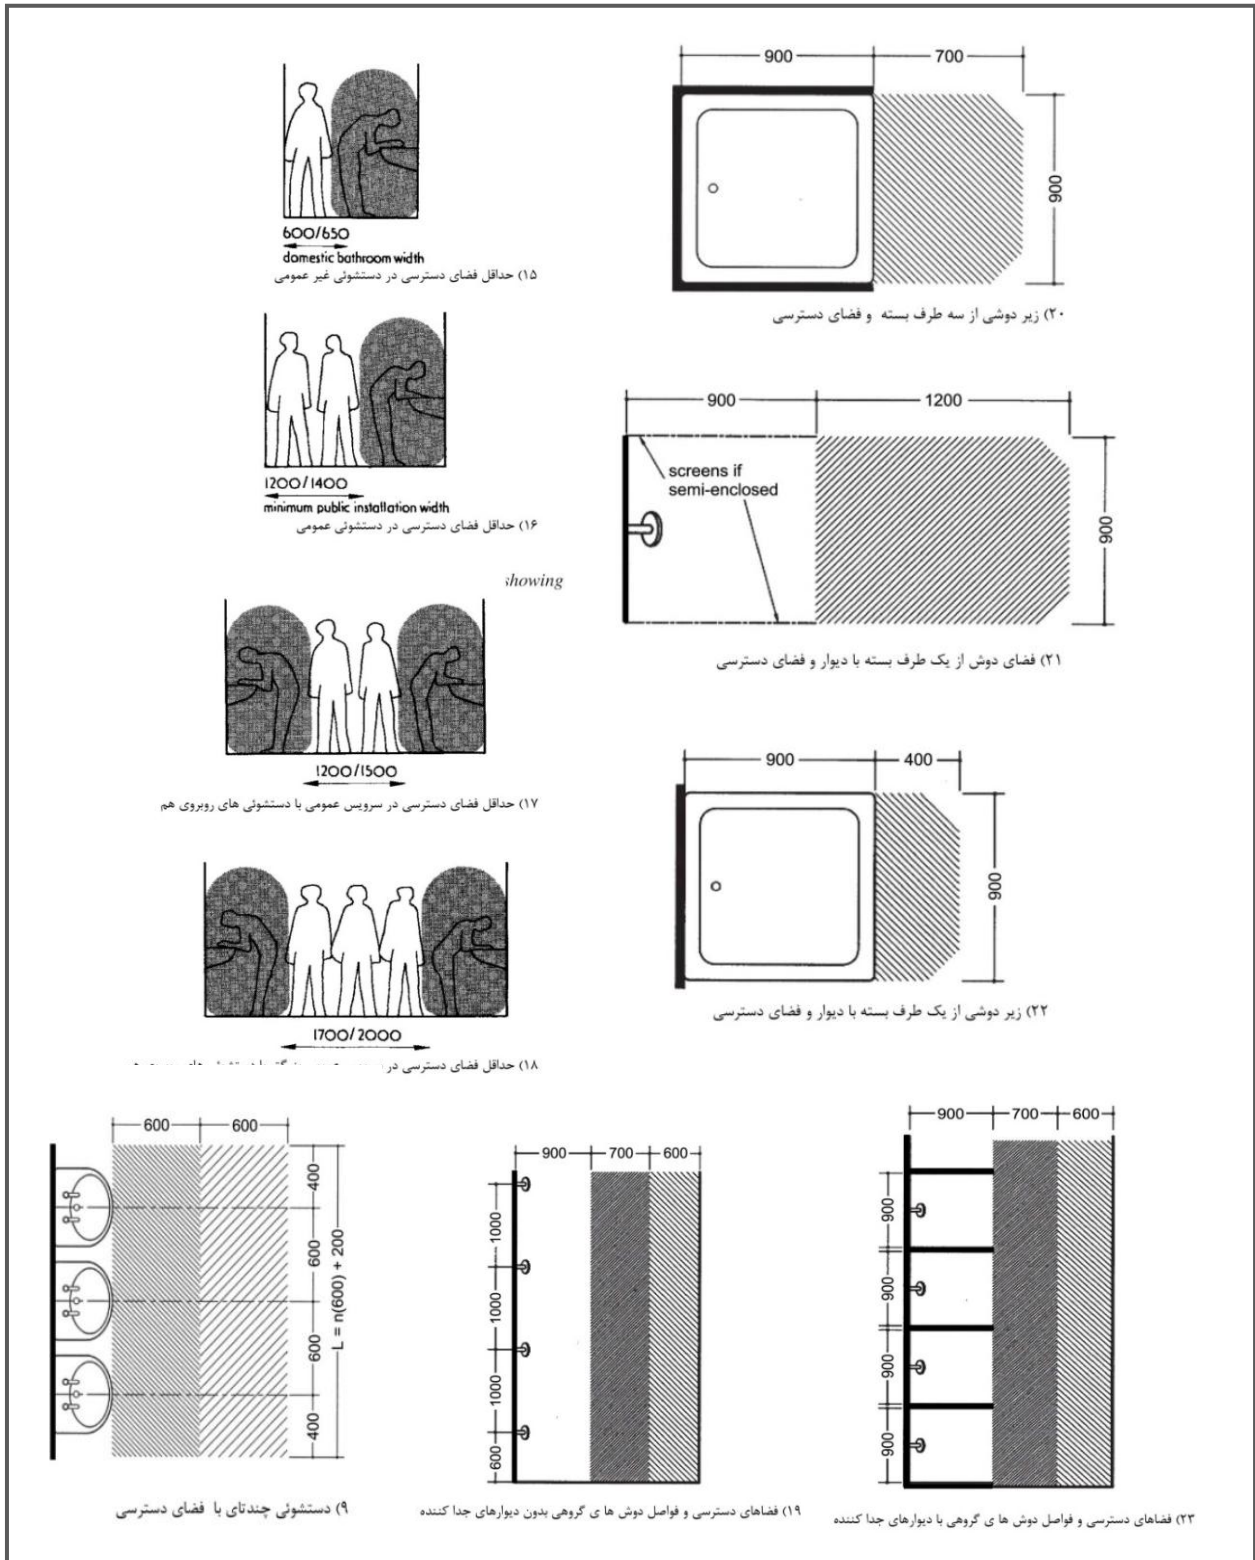 600/650
domestic bathroom width
۱۵) حداقل فضای دسترسی در دستشوئی غیر عمومی
1200/1400
minimum public installation width
۱۶) حداقل فضای دسترسی در دستشوئی عمومی
showing
1200/1500
۱۷) حداقل فضای دسترسی در سرویس عمومی با دستشوئی های روبروی هم
1700/2000
۱۸) حداقل فضای دسترسی در
900 700
900
۲۰) زیر دوشی از سه طرف بسته و فضای دسترسی
900 1200
screens if
semi-enclosed
900
۲۱) فضای دوش از یک طرف بسته با دیوار و فضای دسترسی
900 400
900
۲۲) زیر دوشی از یک طرف بسته با دیوار و فضای دسترسی
600 600
400
600
600
400
L = n(600) + 200
۹) دستشوئی چندتای با فضای دسترسی
900 700 600
1000
1000
1000
600
۱۹) فضاهای دسترسی و فواصل دوش ها ی گروهی بدون دیوارهای جدا کننده
900 700 600
900
900
900
900
۲۳) فضاهای دسترسی و فواصل دوش ها ی گروهی با دیوارهای جدا کننده